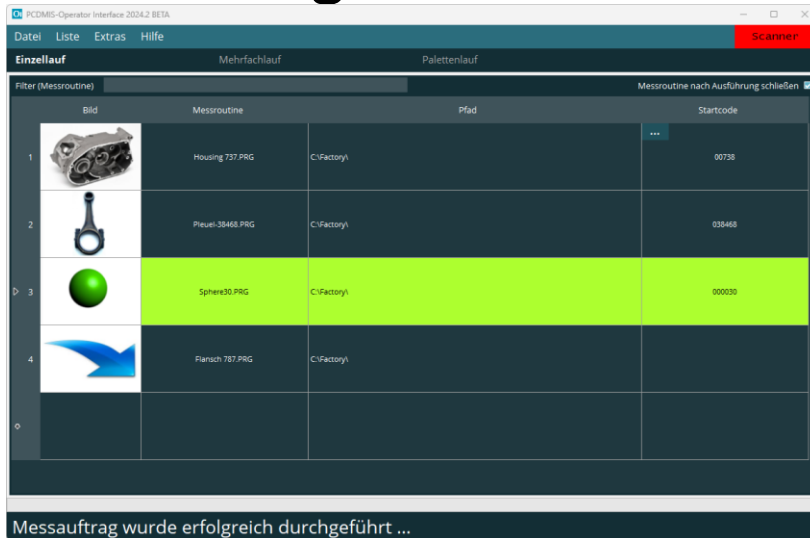 PCDMIS-Operator Interface 2024.2 BETA
Datei Liste Extras Hilfe Scanner
Einzellauf Mehrfachlauf Palettenlauf
Filter (Messroutine) Messroutine nach Ausführung schließen
Bild Messroutine Pfad Startcode
...
1 Housing 737.PRG C:\Factory\ 00738
2 Pleuel-38468.PRG C:\Factory\ 038468
3 Sphere30.PRG C:\Factory\ 000030
4 Flansch 787.PRG C:\Factory\
Messauftrag wurde erfolgreich durchgeführt ...